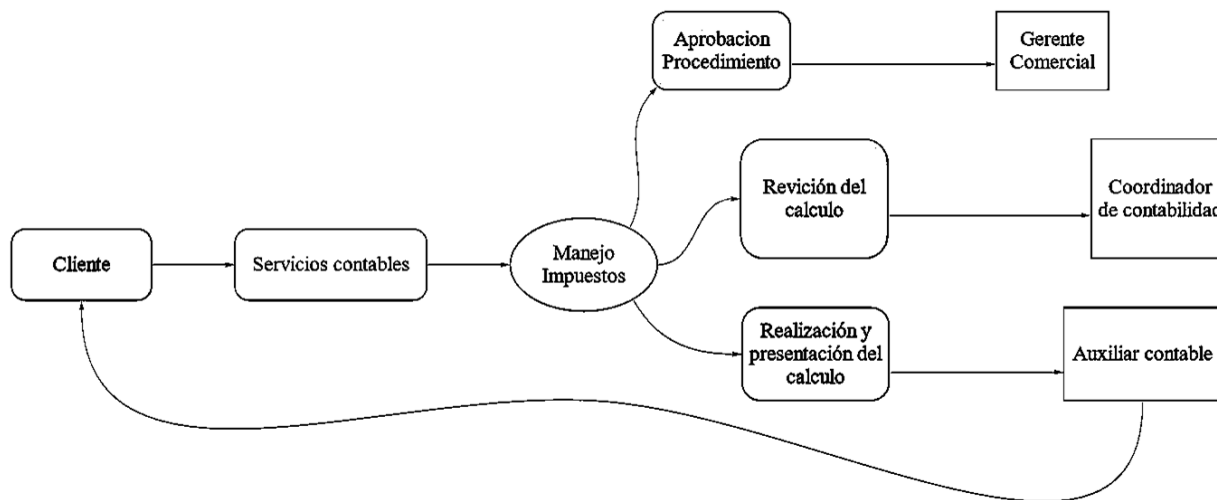 Aprobacion
Procedimiento
Gerente
Comercial
Revición del
calculo
Coordinador
de contabilidad
Cliente
Servicios contables
Manejo
Impuestos
Realización y
presentación del
calculo
Auxiliar contable